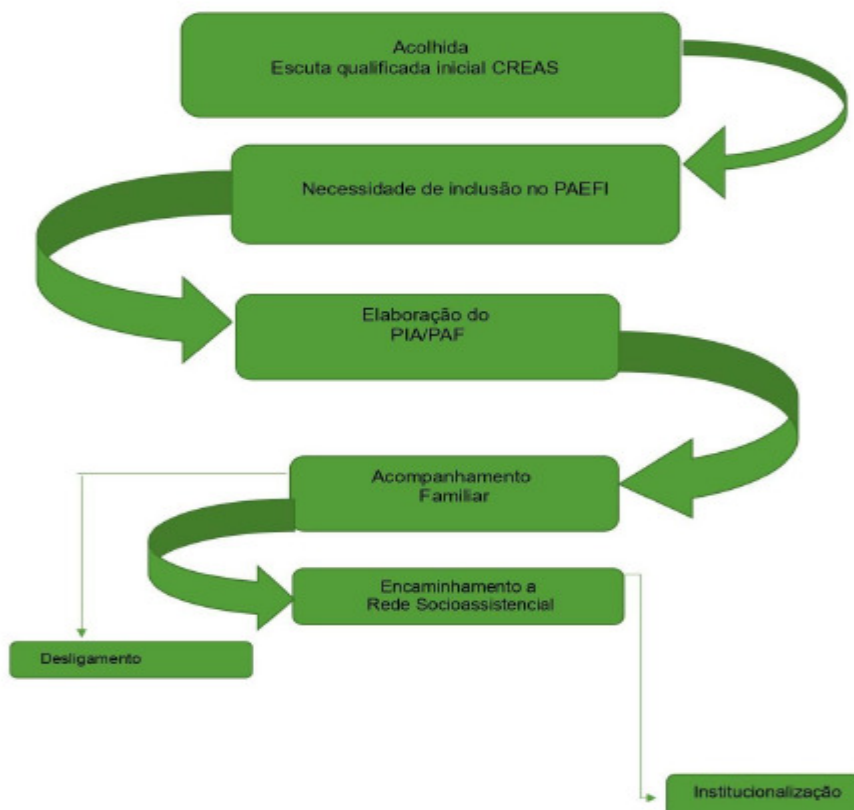 Acolhida
Escuta qualificada inicial CREAS
Necessidade de inclusão no PAEFI
Elaboração do
PIA/PAF
Acompanhamento
Familiar
Encaminhamento a
Rede Socioassistencial
Desligamento
Institucionalização